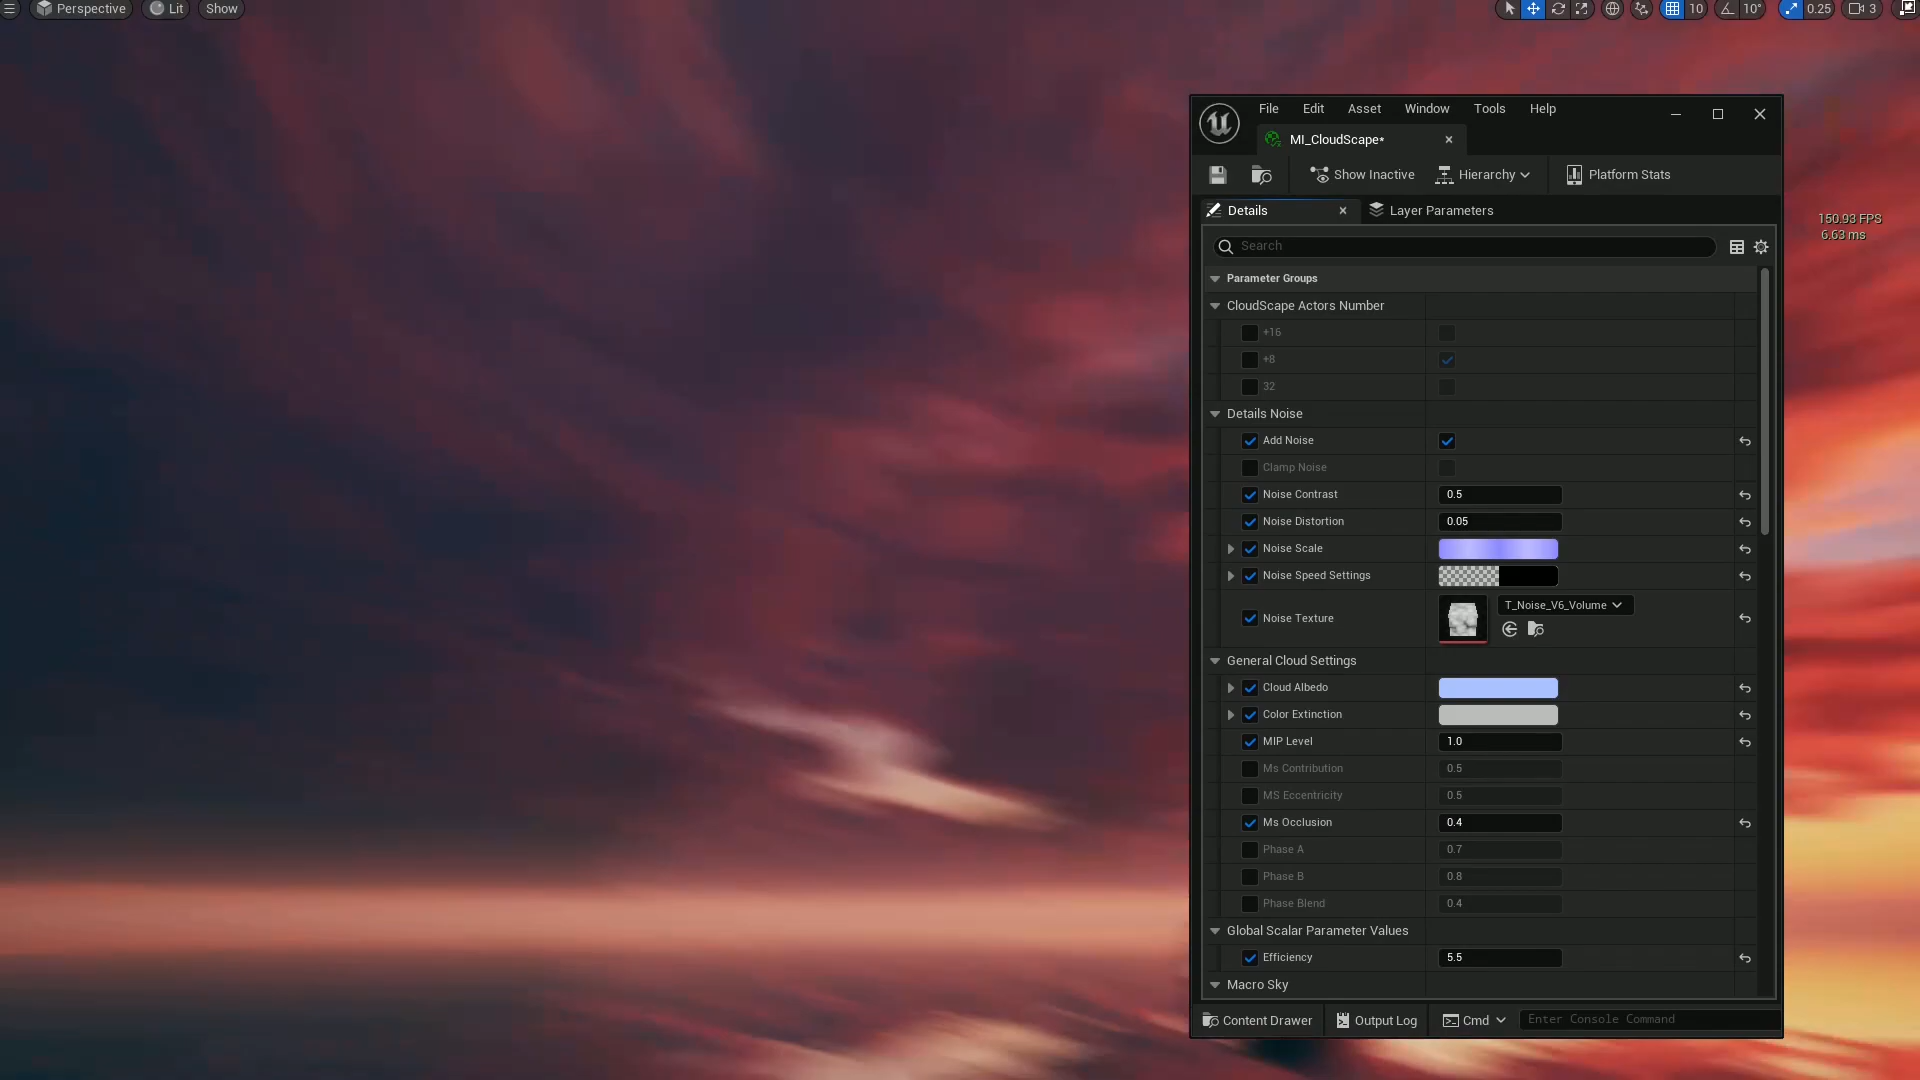 Perspective
Lit
Show
10
10°
0.25
3
File
Edit
Asset
Window
Tools
Help
MI_CloudScape*
Show Inactive
Hierarchy
Platform Stats
Details
Layer Parameters
150.93 FPS
6.63 ms
Search
Parameter Groups
CloudScape Actors Number
+16
+8
32
Details Noise
Add Noise
Clamp Noise
Noise Contrast 0.5
Noise Distortion 0.05
Noise Scale
Noise Speed Settings
T_Noise_V6_Volume
Noise Texture
General Cloud Settings
Cloud Albedo
Color Extinction
MIP Level 1.0
Ms Contribution 0.5
MS Eccentricity 0.5
Ms Occlusion 0.4
Phase A 0.7
Phase B 0.8
Phase Blend 0.4
Global Scalar Parameter Values
Efficiency 5.5
Macro Sky
Content Drawer
Output Log
Cmd
Enter Console Command